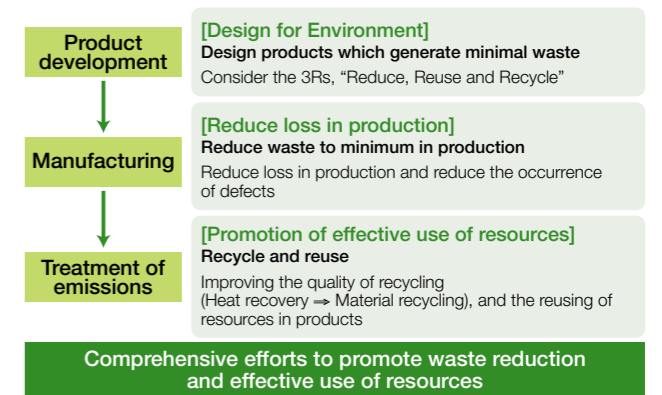 Product
development
[Design for Environment]
Design products which generate minimal waste
Consider the 3Rs, “Reduce, Reuse and Recycle”
Manufacturing
[Reduce loss in production]
Reduce waste to minimum in production
Reduce loss in production and reduce the occurrence
of defects
Treatment of
emissions
[Promotion of effective use of resources]
Recycle and reuse
Improving the quality of recycling
(Heat recovery ⇒ Material recycling), and the reusing of
resources in products
Comprehensive efforts to promote waste reduction
and effective use of resources